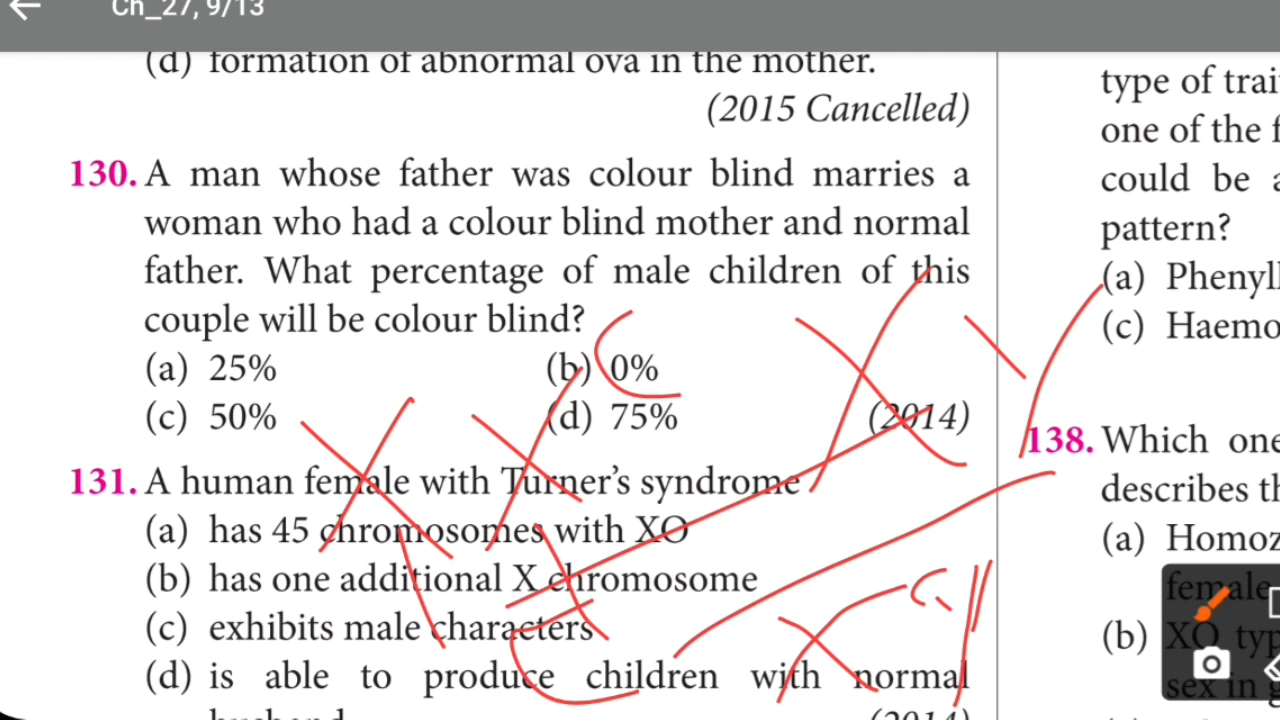 Ch_27, 9/13
(d) formation of abnormal ova in the mother.
(2015 Cancelled)
130. A man whose father was colour blind marries a
woman who had a colour blind mother and normal
father. What percentage of male children of this
couple will be colour blind?
(a) 25% (b) 0%
(c) 50% (d) 75% (2014)
131. A human female with Turner's syndrome
(a) has 45 chromosomes with XO
(b) has one additional X chromosome
(c) exhibits male characters
(d) is able to produce children with normal
husband.
(2014)
type of trai
one of the f
could be a
pattern?
(a) Phenyl
(c) Haemo
138. Which one
describes th
(a) Homoz
female
(b) XO typ
sex in g